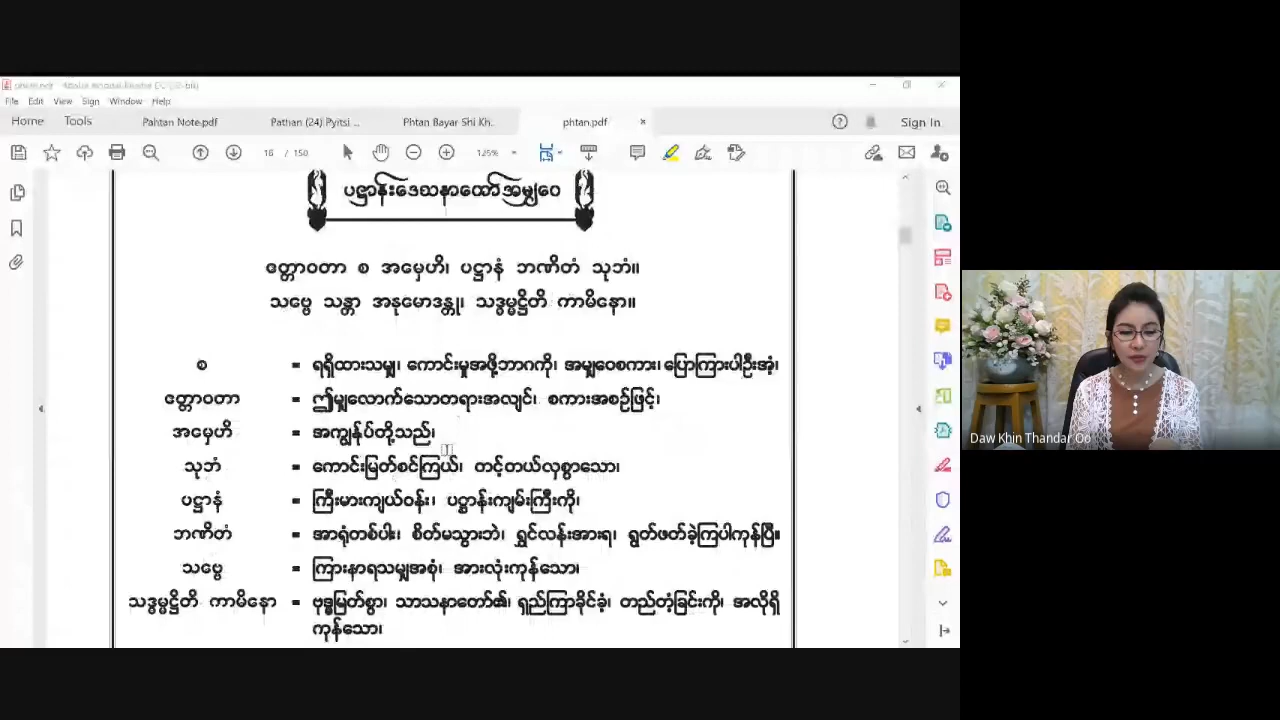 File Edit View Sign Window Help
Home Tools Pahtan Note.pdf Pathan (24) Pyitsi ... Phtan Bayar Shi Kh. phtan.pdf × Sign In
16 / 150 125%
ပဋ္ဌာန်းဒေသနာတော်အမျှဝေ
ဧတ္တာဝတာ စ အမှေဟိ၊ ပဋ္ဌာနံ ဘဏိတံ သုဘံ။
သဗ္ဗေ သန္တာ အနုမောဒန္တု၊ သဒ္ဓမ္မဋ္ဌိတိ ကာမိနော။
စ = ရရှိထားသမျှ၊ ကောင်းမှုအဖို့ဘာဂကို၊ အမျှဝေစကား၊ ပြောကြားပါဦးအံ့၊
ဧတ္တာဝတာ = ဤမျှလောက်သောတရားအလျင်၊ စကားအစဉ်ဖြင့်၊
အမှေဟိ = အကျွန်ုပ်တို့သည်၊
သုဘံ = ကောင်းမြတ်စင်ကြယ်၊ တင့်တယ်လှစွာသော၊
ပဋ္ဌာနံ = ကြီးမားကျယ်ဝန်း၊ ပဋ္ဌာန်းကျမ်းကြီးကို၊
ဘဏိတံ = အာရုံတစ်ပါး၊ စိတ်မသွားဘဲ၊ ရွှင်လန်းအားရ၊ ရွတ်ဖတ်ခဲ့ကြပါကုန်ပြီ။
သဗ္ဗေ = ကြားနာရသမျှအစုံ၊ အားလုံးကုန်သော၊
သဒ္ဓမ္မဋ္ဌိတိ ကာမိနော = ဗုဒ္ဓမြတ်စွာ၊ သာသနာတော်၏၊ ရှည်ကြာခိုင်ခံ့၊ တည်တံ့ခြင်းကို၊ အလိုရှိ
ကုန်သော၊
Daw Khin Thandar Oo